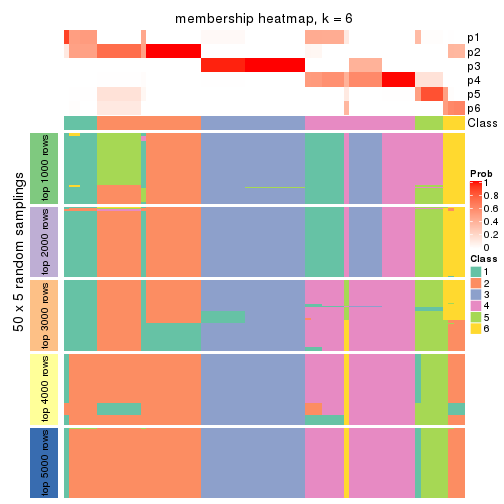 membership heatmap, k = 6
p1
p2
p3
p4
p5
p6
Class
50 x 5 random samplings
top 1000 rows
top 2000 rows
top 3000 rows
top 4000 rows
top 5000 rows
Prob
1
0.8
0.6
0.4
0.2
0
Class
1
2
3
4
5
6